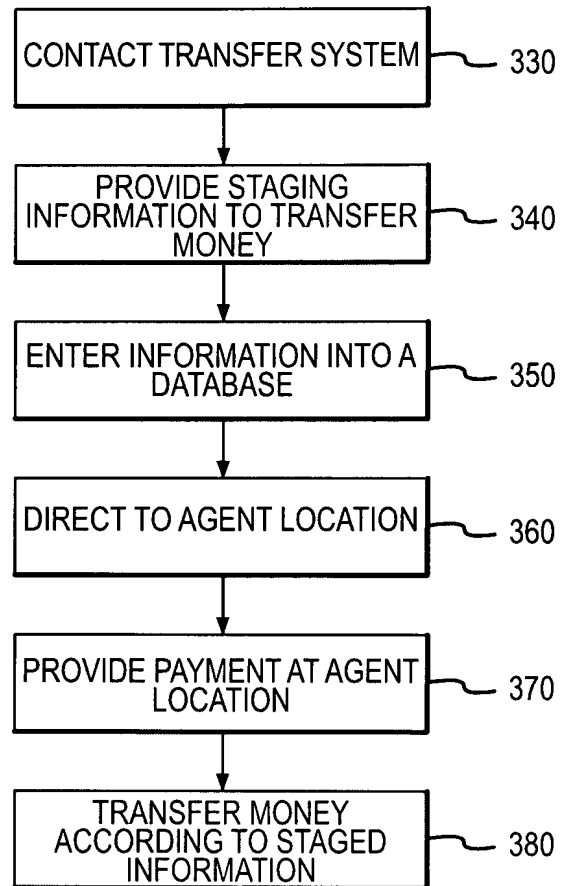 CONTACT TRANSFER SYSTEM
330
PROVIDE STAGING
INFORMATION TO TRANSFER
MONEY
340
ENTER INFORMATION INTO A
DATABASE
350
DIRECT TO AGENT LOCATION
360
PROVIDE PAYMENT AT AGENT
LOCATION
370
TRANSFER MONEY
ACCORDING TO STAGED
INFORMATION
380